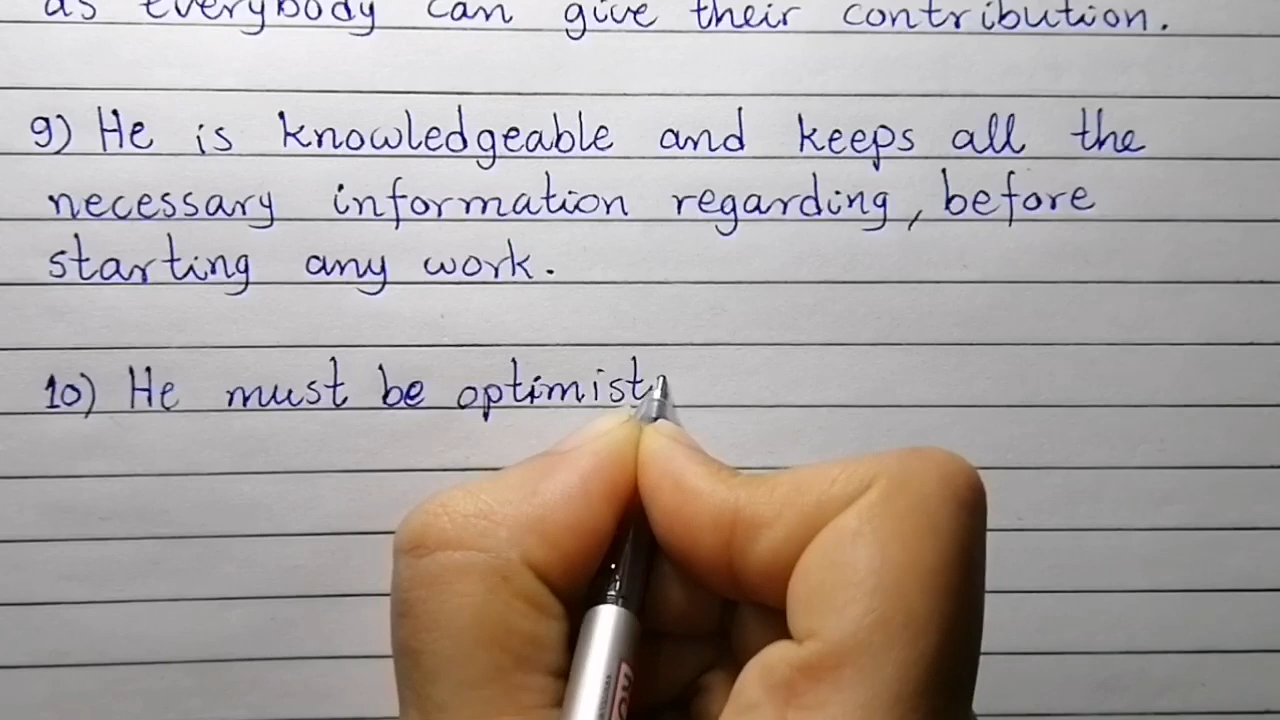 as everybody can give their contribution.
9) He is knowledgeable and keeps all the
necessary information regarding, before
starting any work.
10) He must be optimist